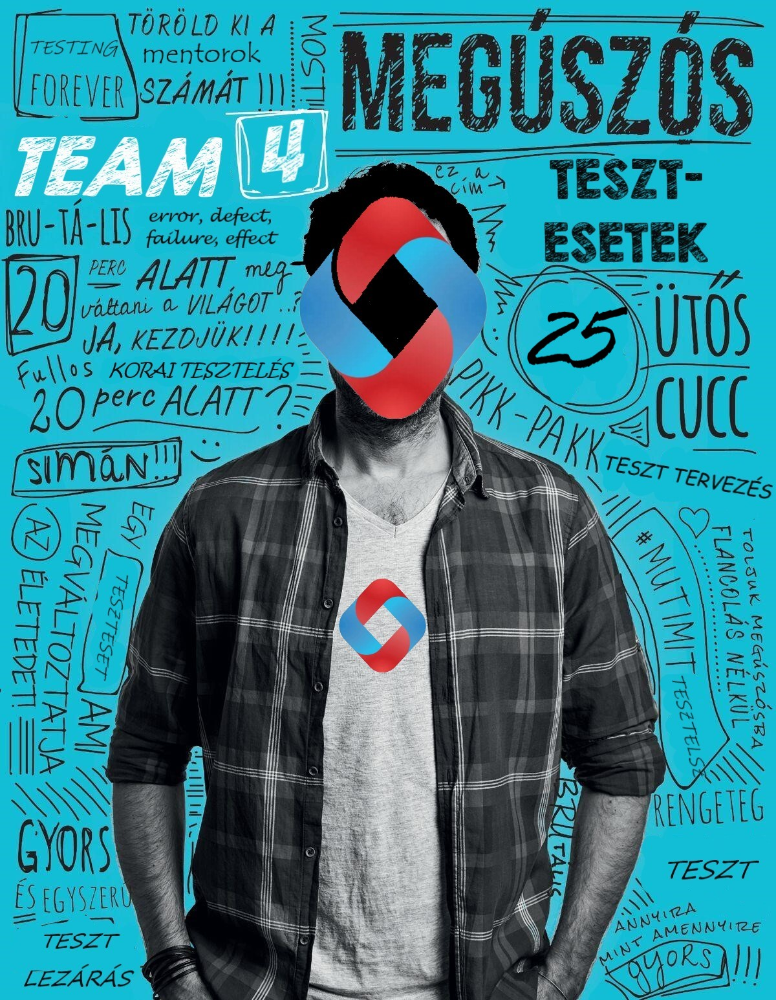 TESTING
FOREVER
TÖRÖLD KI A
mentorok
SZÁMÁT !!!
MOST!!
MEGÚSZÓS
TEAM 4
ez a
cím →
TESZT-
ESETEK
BRU-TÁ-LIS
error, defect,
failure, effect
20
PERC ALATT meg-
váltani a VILÁGOT ..?
JA, KEZDJÜK!!!!
Fullos KORAI TESZTELÉS
20 perc ALATT?
SIMÁN!!! :)
25
ÜTŐS
CUCC
PIKK-PAKK
TESZT TERVEZÉS
EGY
TESZTESET
AMI
MEGVÁLTOZTATJA
AZ ÉLETEDET!!
#MUTIMIT TESZTELSZ
TOLJUK MEGÚSZÓSBA
FLANCOLÁS NÉLKÜL
GYORS
ÉS EGYSZERŰ
TESZT
LEZÁRÁS
BRUTÁLIS
RENGETEG
TESZT
ANNYIRA
MINT AMENNYIRE
gyORS !!!